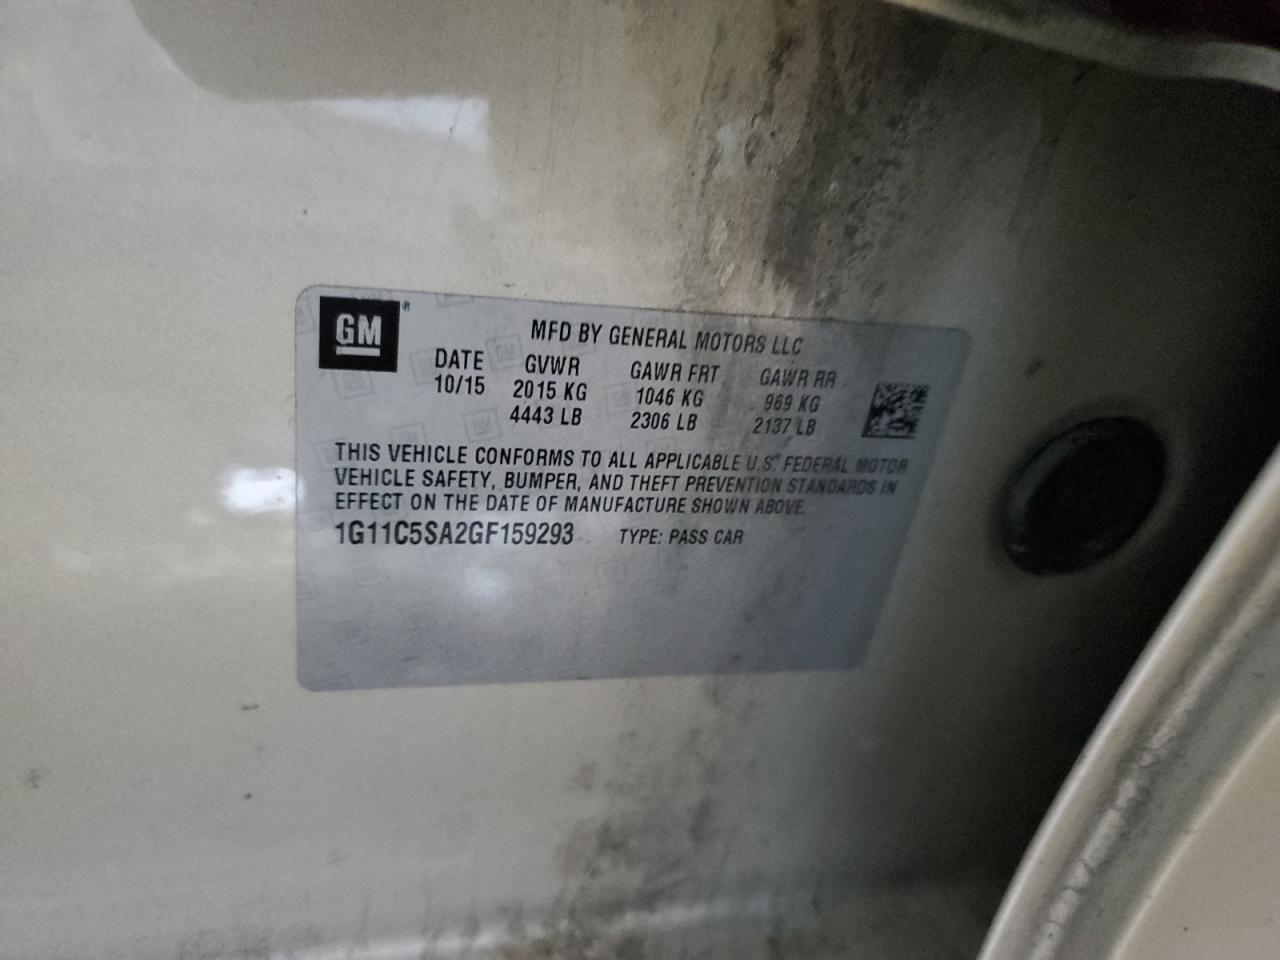 GM®
MFD BY GENERAL MOTORS LLC
DATE GVWR GAWR FRT GAWR RR
10/15 2015 KG 1046 KG 969 KG
4443 LB 2306 LB 2137 LB
THIS VEHICLE CONFORMS TO ALL APPLICABLE U.S. FEDERAL MOTOR
VEHICLE SAFETY, BUMPER, AND THEFT PREVENTION STANDARDS IN
EFFECT ON THE DATE OF MANUFACTURE SHOWN ABOVE.
1G11C5SA2GF159293 TYPE: PASS CAR